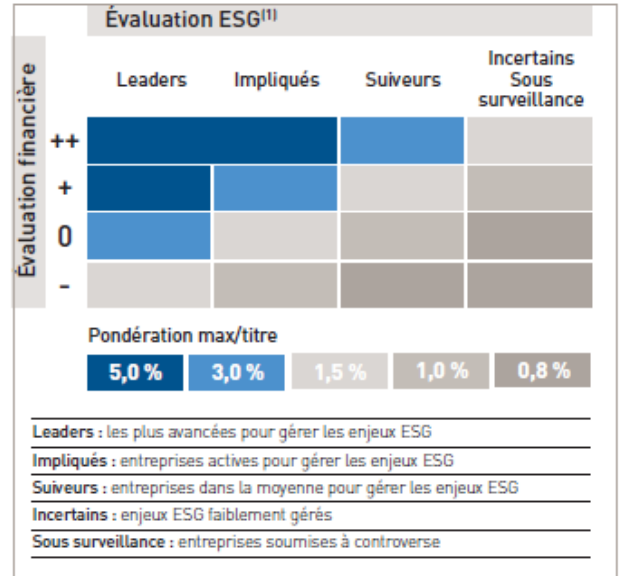 Évaluation ESG(1)
Évaluation financière
Leaders Impliqués Suiveurs Incertains
Sous
surveillance
++
+
0
-
Pondération max/titre
5,0 % 3,0 % 1,5 % 1,0 % 0,8 %
Leaders : les plus avancées pour gérer les enjeux ESG
Impliqués : entreprises actives pour gérer les enjeux ESG
Suiveurs : entreprises dans la moyenne pour gérer les enjeux ESG
Incertains : enjeux ESG faiblement gérés
Sous surveillance : entreprises soumises à controverse